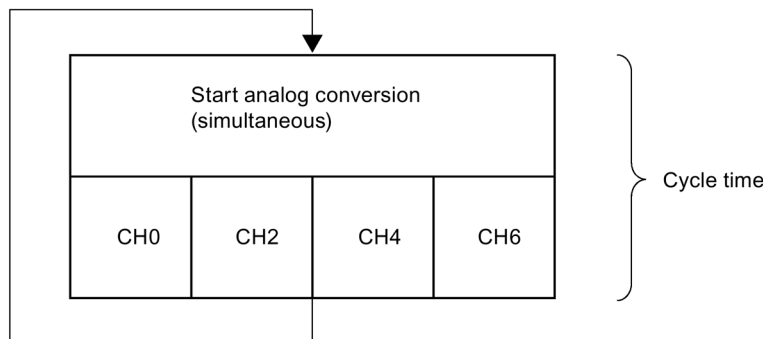 Start analog conversion
(simultaneous)
CH0
CH2
CH4
CH6
Cycle time